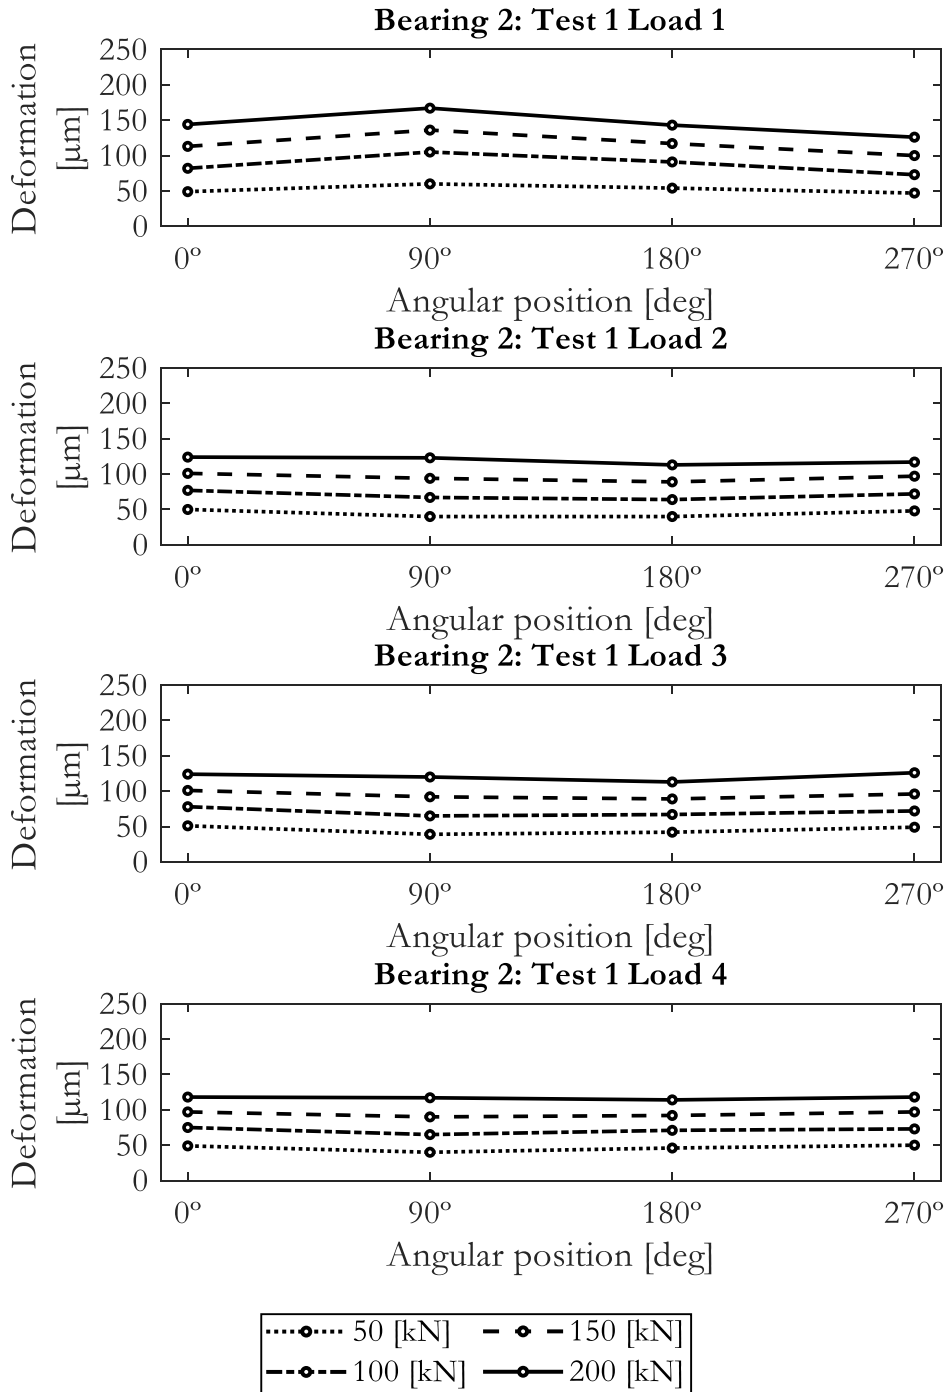 Bearing 2: Test 1 Load 1
Deformation
[µm]
250
200
150
100
50
0
0º 90º 180º 270º
Angular position [deg]
Bearing 2: Test 1 Load 2
Deformation
[µm]
250
200
150
100
50
0
0º 90º 180º 270º
Angular position [deg]
Bearing 2: Test 1 Load 3
Deformation
[µm]
250
200
150
100
50
0
0º 90º 180º 270º
Angular position [deg]
Bearing 2: Test 1 Load 4
Deformation
[µm]
250
200
150
100
50
0
0º 90º 180º 270º
Angular position [deg]
50 [kN] 150 [kN]
100 [kN] 200 [kN]